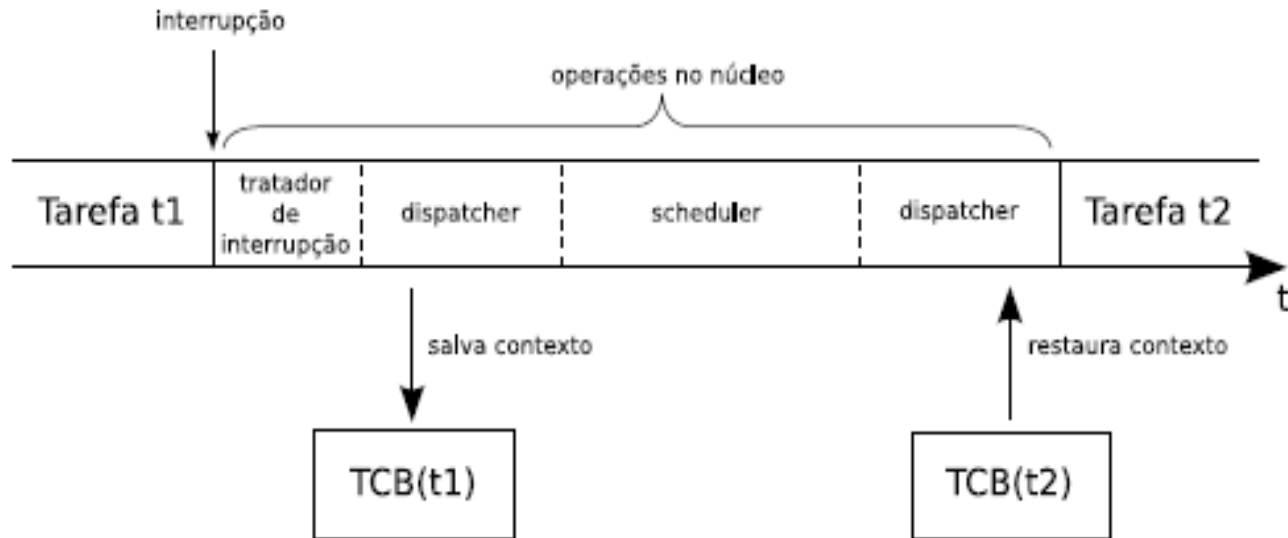 interrupção
operações no núcleo
Tarefa t1
tratador
de
interrupção
dispatcher
scheduler
dispatcher
Tarefa t2
t
salva contexto
restaura contexto
TCB(t1)
TCB(t2)